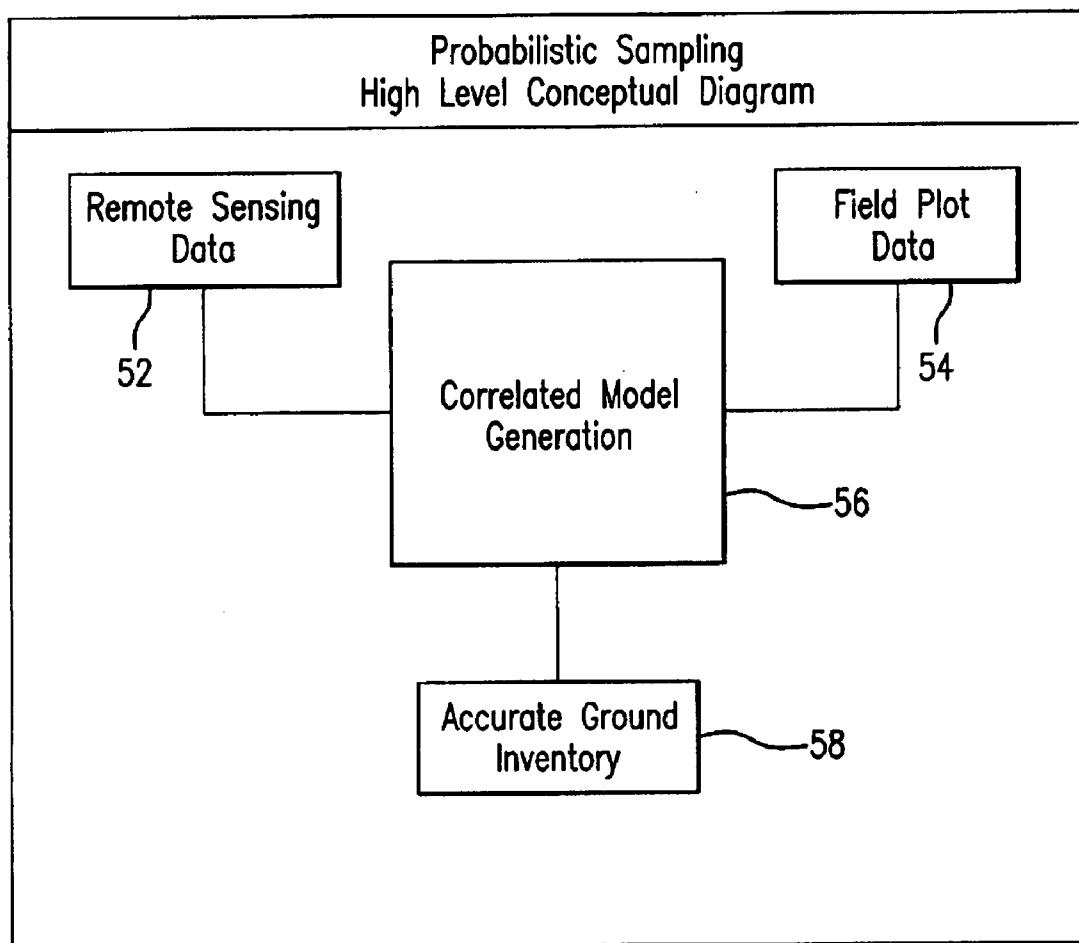 Probabilistic Sampling
High Level Conceptual Diagram
Remote Sensing
Data
52
Field Plot
Data
54
Correlated Model
Generation
56
Accurate Ground
Inventory
58